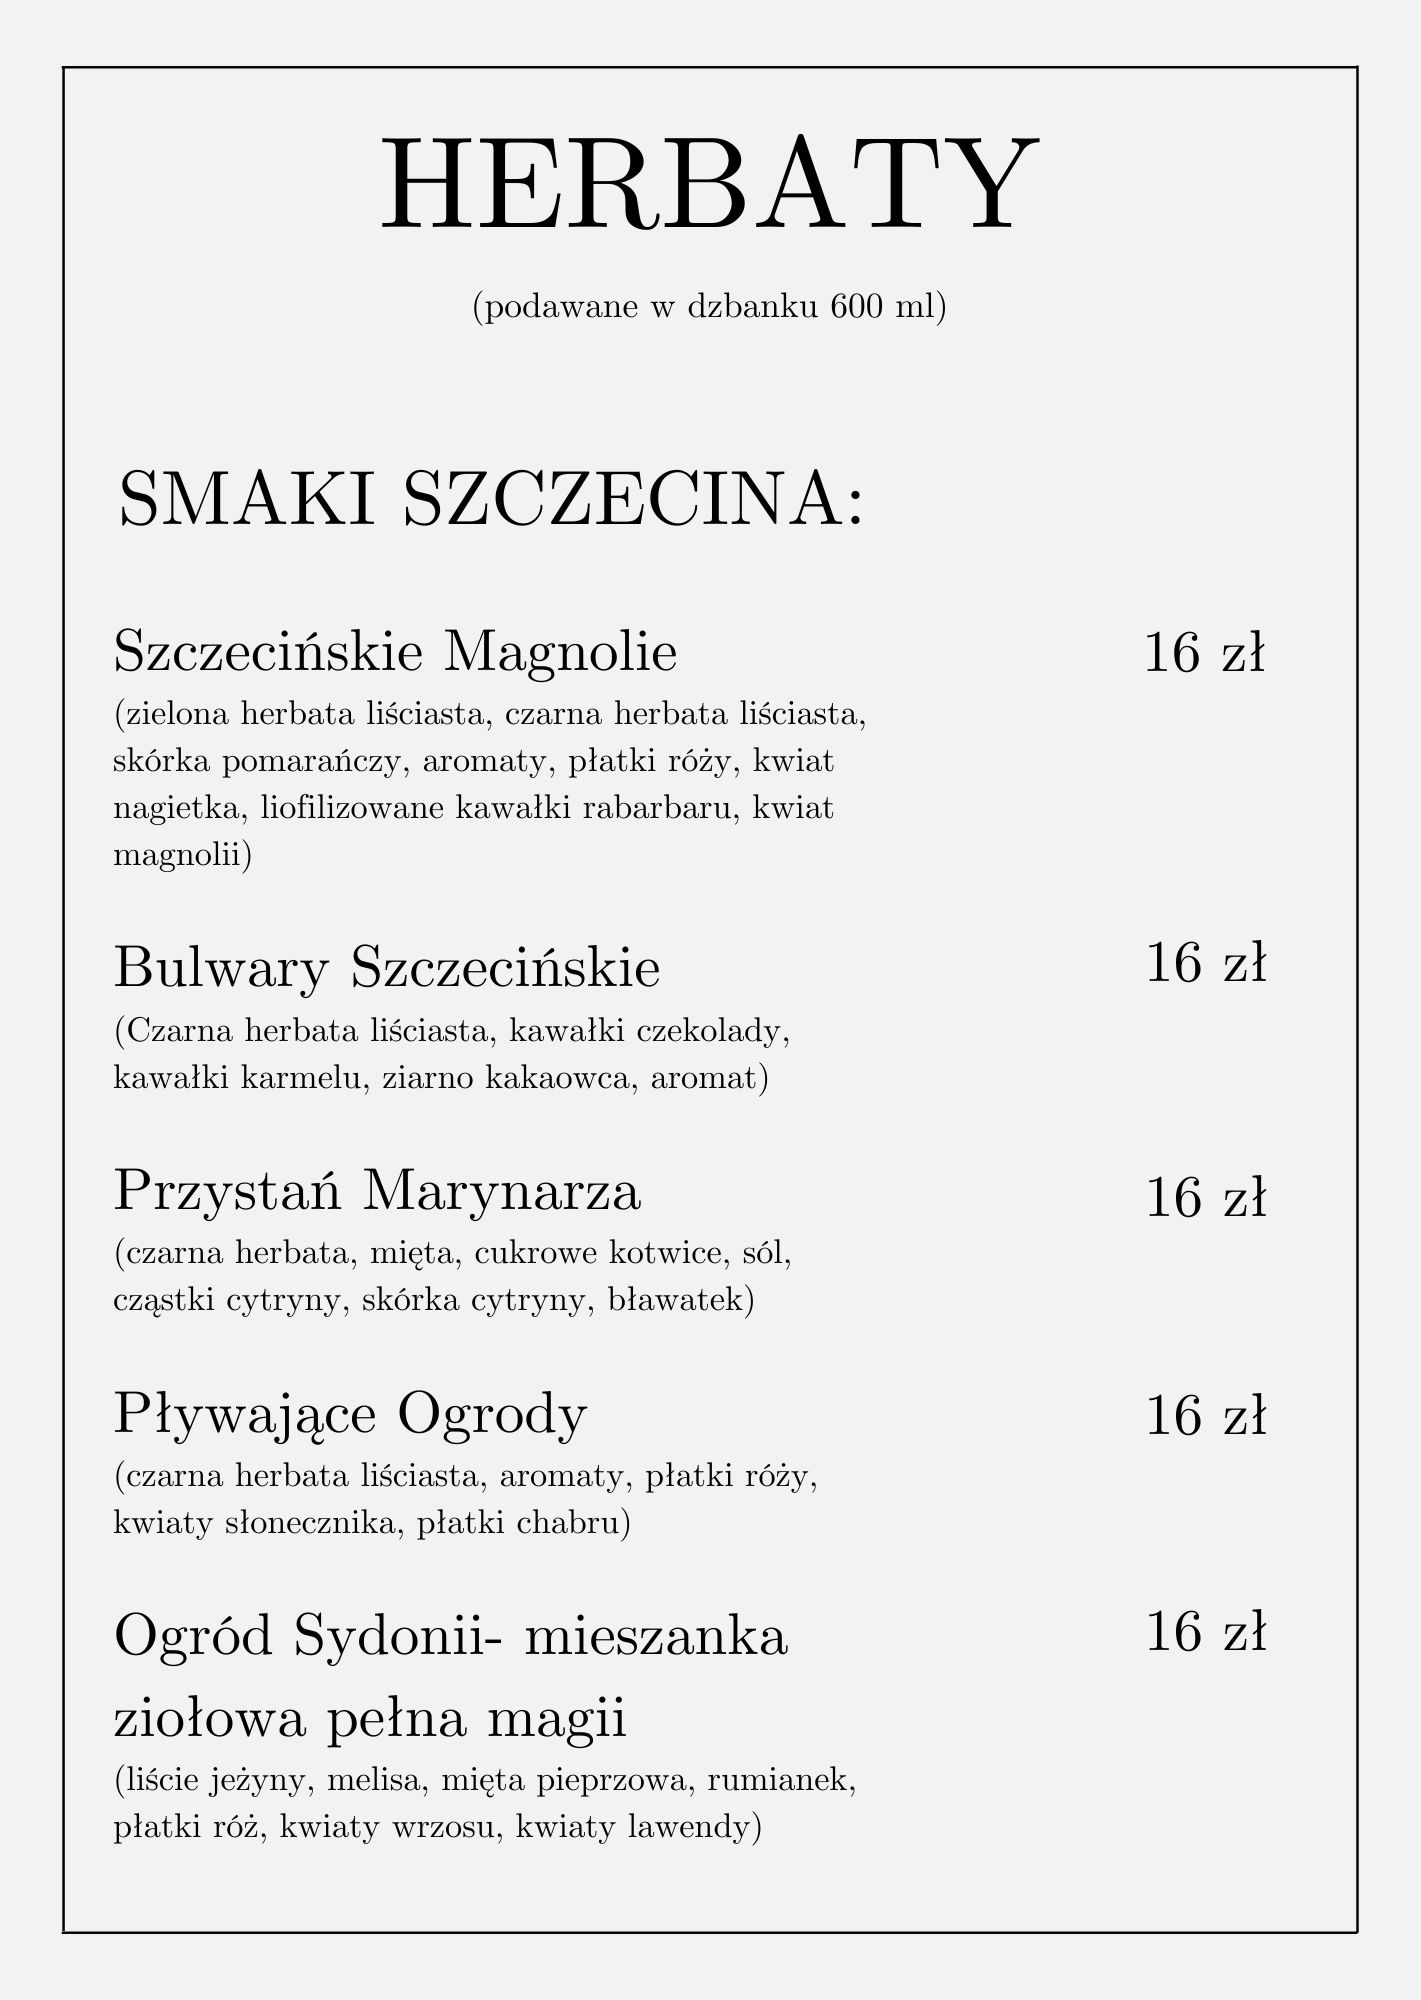 HERBATY
(podawane w dzbanku 600 ml)
SMAKI SZCZECINA:
Szczecińskie Magnolie 16 zł
(zielona herbata liściasta, czarna herbata liściasta,
skórka pomarańczy, aromaty, płatki róży, kwiat
nagietka, liofilizowane kawałki rabarbaru, kwiat
magnolii)
Bulwary Szczecińskie 16 zł
(Czarna herbata liściasta, kawałki czekolady,
kawałki karmelu, ziarno kakaowca, aromat)
Przystań Marynarza 16 zł
(czarna herbata, mięta, cukrowe kotwice, sól,
cząstki cytryny, skórka cytryny, bławatek)
Pływające Ogrody 16 zł
(czarna herbata liściasta, aromaty, płatki róży,
kwiaty słonecznika, płatki chabru)
Ogród Sydonii- mieszanka 16 zł
ziołowa pełna magii
(liście jeżyny, melisa, mięta pieprzowa, rumianek,
płatki róż, kwiaty wrzosu, kwiaty lawendy)